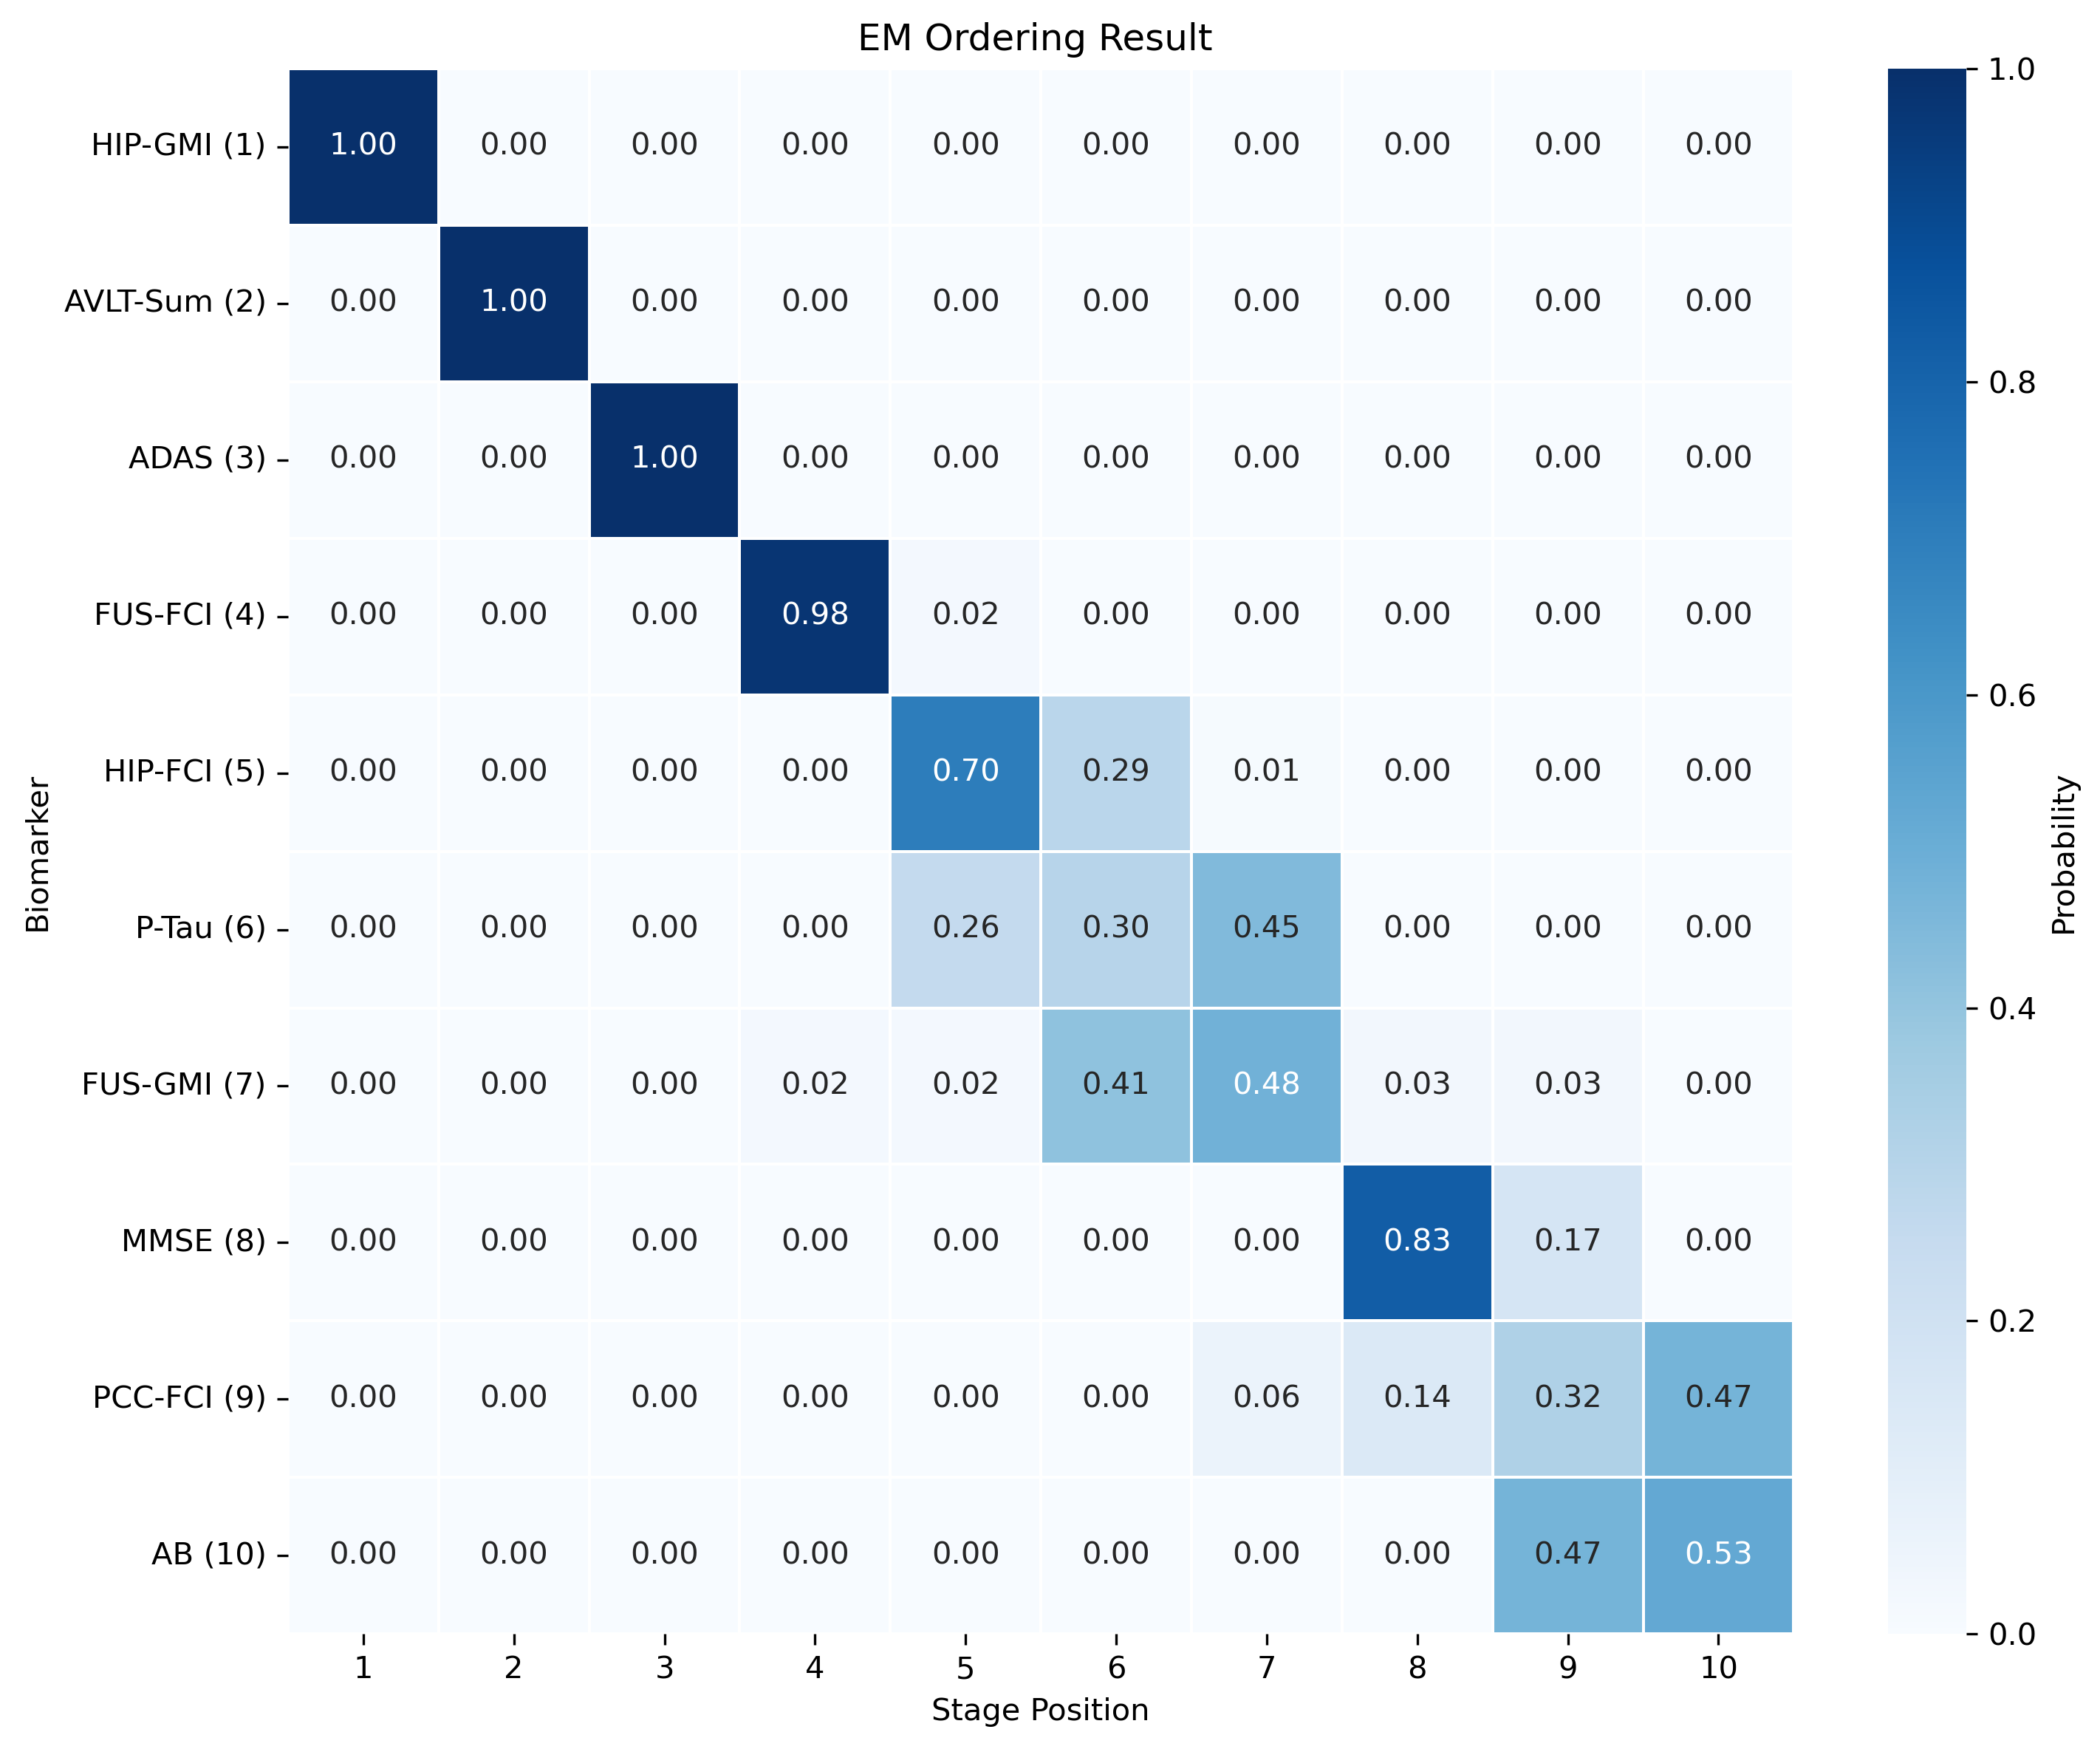 EM Ordering Result
HIP-GMI (1) 1.00 0.00 0.00 0.00 0.00 0.00 0.00 0.00 0.00 0.00
AVLT-Sum (2) 0.00 1.00 0.00 0.00 0.00 0.00 0.00 0.00 0.00 0.00
ADAS (3) 0.00 0.00 1.00 0.00 0.00 0.00 0.00 0.00 0.00 0.00
FUS-FCI (4) 0.00 0.00 0.00 0.98 0.02 0.00 0.00 0.00 0.00 0.00
HIP-FCI (5) 0.00 0.00 0.00 0.00 0.70 0.29 0.01 0.00 0.00 0.00
P-Tau (6) 0.00 0.00 0.00 0.00 0.26 0.30 0.45 0.00 0.00 0.00
FUS-GMI (7) 0.00 0.00 0.00 0.02 0.02 0.41 0.48 0.03 0.03 0.00
MMSE (8) 0.00 0.00 0.00 0.00 0.00 0.00 0.00 0.83 0.17 0.00
PCC-FCI (9) 0.00 0.00 0.00 0.00 0.00 0.00 0.06 0.14 0.32 0.47
AB (10) 0.00 0.00 0.00 0.00 0.00 0.00 0.00 0.00 0.47 0.53
1 2 3 4 5 6 7 8 9 10
Stage Position
Biomarker
1.0
0.8
0.6
0.4
0.2
0.0
Probability